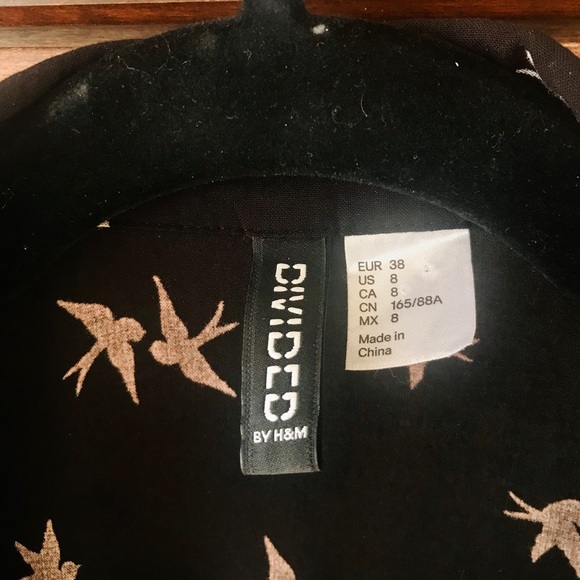 DIVIDED
BY H&M
EUR 38
US 8
CA 8
CN 165/88A
MX 8
Made in
China